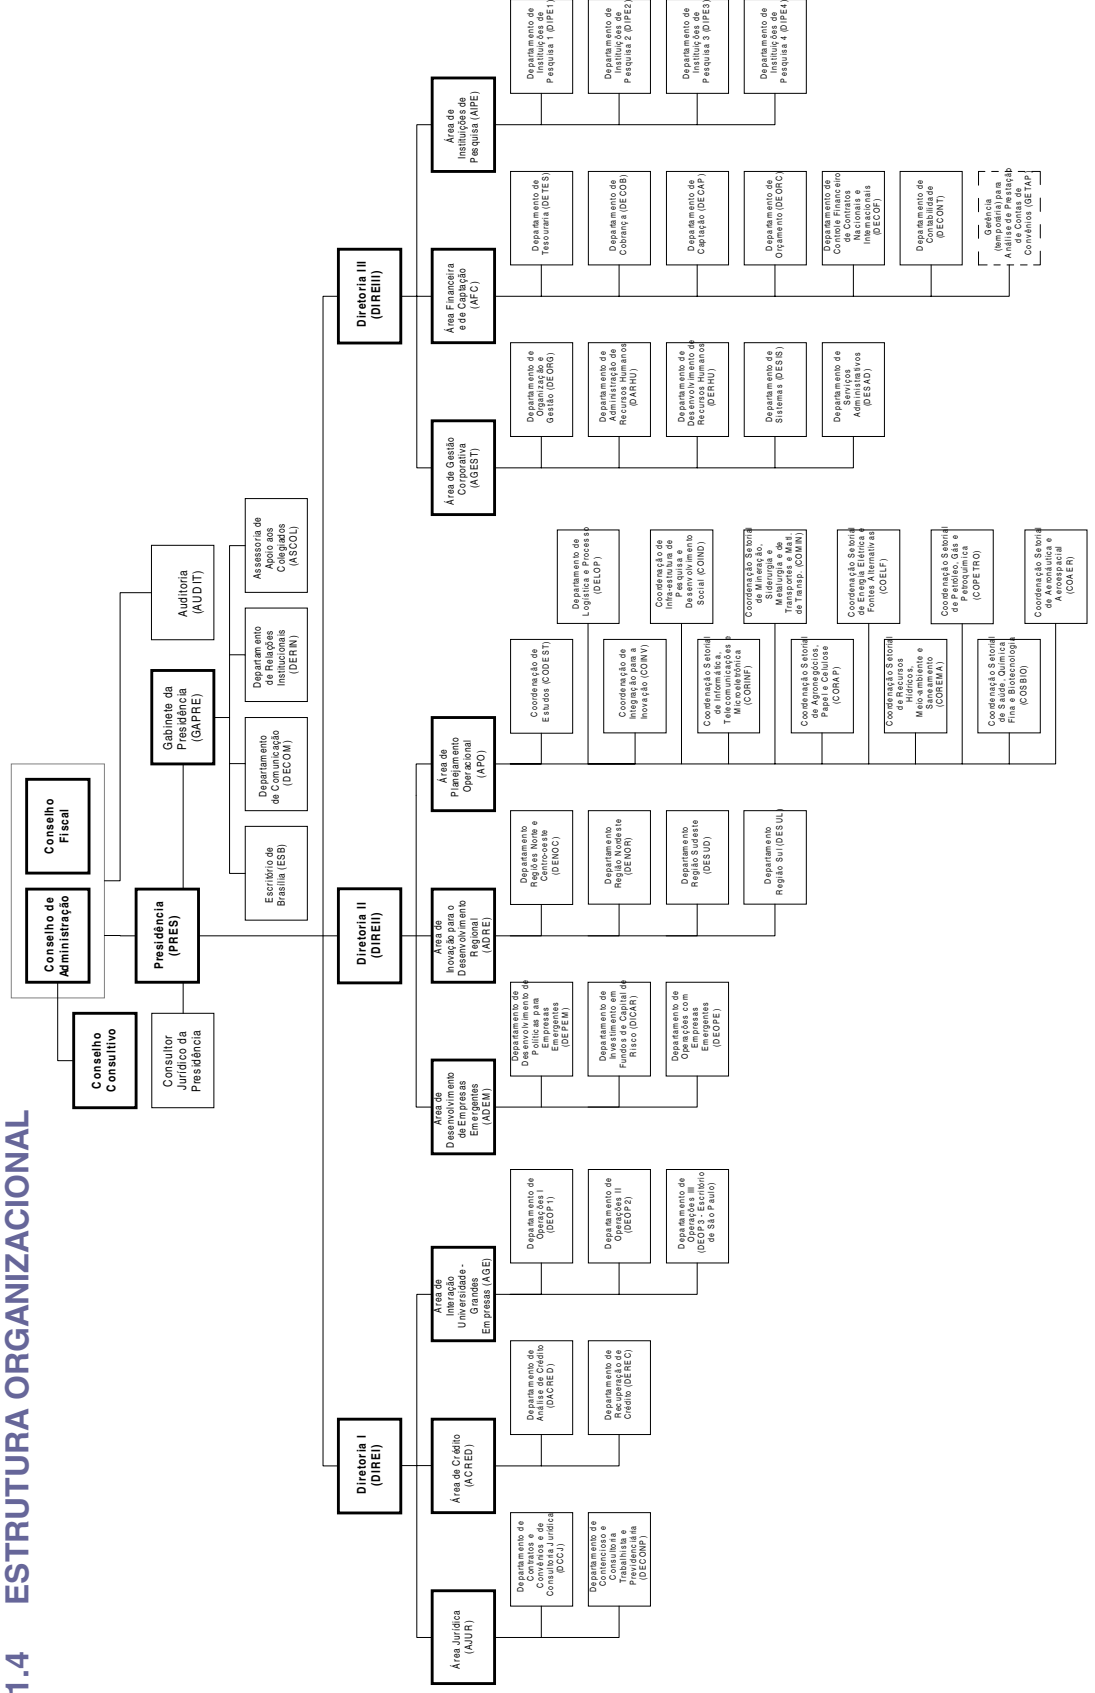 1.4 ESTRUTURA ORGANIZACIONAL
Conselho de
Administração
Conselho
Fiscal
Conselho
Consultivo
Consultor
Jurídico da
Presidência
Presidência
(PRES)
Gabinete da
Presidência
(GAPRE)
Auditoria
(AUDIT)
Escritório de
Brasília (ESB)
Departamento
de Comunicação
(DECOM)
Departamento
de Relações
Institucionais
(DERIN)
Assessoria de
Apoio aos
Colegiados
(ASCOL)
Diretoria I
(DIREI)
Diretoria II
(DIREII)
Diretoria III
(DIREIII)
Área Jurídica
(AJUR)
Departamento de
Contratos e
Convênios e de
Consultoria Jurídica
(DCCJ)
Departamento de
Contencioso e
Consultoria
Trabalhista e
Previdenciária
(DECONP)
Área de Crédito
(ACRED)
Departamento de
Análise de Crédito
(DACRED)
Departamento de
Recuperação de
Crédito (DEREC)
Área de
Interação
Universidade -
Grandes
Empresas (AGE)
Departamento de
Operações I
(DEOP1)
Departamento de
Operações II
(DEOP2)
Departamento de
Operações III
(DEOP3 - Escritório
de São Paulo)
Área de
Desenvolvimento
de Empresas
Emergentes
(ADEM)
Departamento de
Desenvolvimento de
Políticas para
Empresas
Emergentes
(DEPEM)
Departamento de
Investimento em
Fundos de Capital de
Risco (DICAR)
Departamento de
Operações com
Empresas
Emergentes
(DEOPE)
Área de
Inovação para o
Desenvolvimento
Regional
(ADRE)
Departamento
Regiões Norte e
Centro-oeste
(DENOC)
Departamento
Região Nordeste
(DENOR)
Departamento
Região Sudeste
(DESUD)
Departamento
Região Sul (DESUL)
Área de
Planejamento
Operacional
(APO)
Coordenação de
Estudos (CODEST)
Departamento de
Logística e Processo
(DELOP)
Coordenação de
Integração para a
Inovação (COINV)
Coordenação de
Infra-estrutura de
Pesquisa e
Desenvolvimento
Social (COIND)
Coordenação Setorial
de Informática,
Telecomunicações e
Microeletrônica
(CORINF)
Coordenação Setorial
de Mineração,
Siderurgia e
Metalurgia e de
Transportes e Matl.
de Transp. (COMIN)
Coordenação Setorial
de Agronegócios,
Papel e Celulose
(CORAP)
Coordenação Setorial
de Energia Elétrica e
Fontes Alternativas
(COELF)
Coordenação Setorial
de Recursos
Hídricos,
Meio-ambiente e
Saneamento
(COREMA)
Coordenação Setorial
de Petróleo, Gás e
Petroquímica
(COPETRO)
Coordenação Setorial
de Saúde, Química
Fina e Biotecnologia
(COSBIO)
Coordenação Setorial
de Aeronáutica e
Aeroespacial
(COAER)
Área de Gestão
Corporativa
(AGEST)
Departamento de
Organização e
Gestão (DEORG)
Departamento de
Administração de
Recursos Humanos
(DARHU)
Departamento de
Desenvolvimento de
Recursos Humanos
(DERHU)
Departamento de
Sistemas (DESIS)
Departamento de
Serviços
Administrativos
(DESAD)
Área Financeira
e de Captação
(AFC)
Departamento de
Tesouraria (DETES)
Departamento de
Cobrança (DECOB)
Departamento de
Captação (DECAP)
Departamento de
Orçamento (DEORC)
Departamento de
Controle Financeiro
de Contratos
Nacionais e
Internacionais
(DECOF)
Departamento de
Contabilidade
(DECONT)
Gerência
(temporária) para
Análise de Prestação
de Contas de
Convênios (GETAP)
Área de
Instituições de
Pesquisa (AIPE)
Departamento de
Instituições de
Pesquisa 1 (DIPE1)
Departamento de
Instituições de
Pesquisa 2 (DIPE2)
Departamento de
Instituições de
Pesquisa 3 (DIPE3)
Departamento de
Instituições de
Pesquisa 4 (DIPE4)